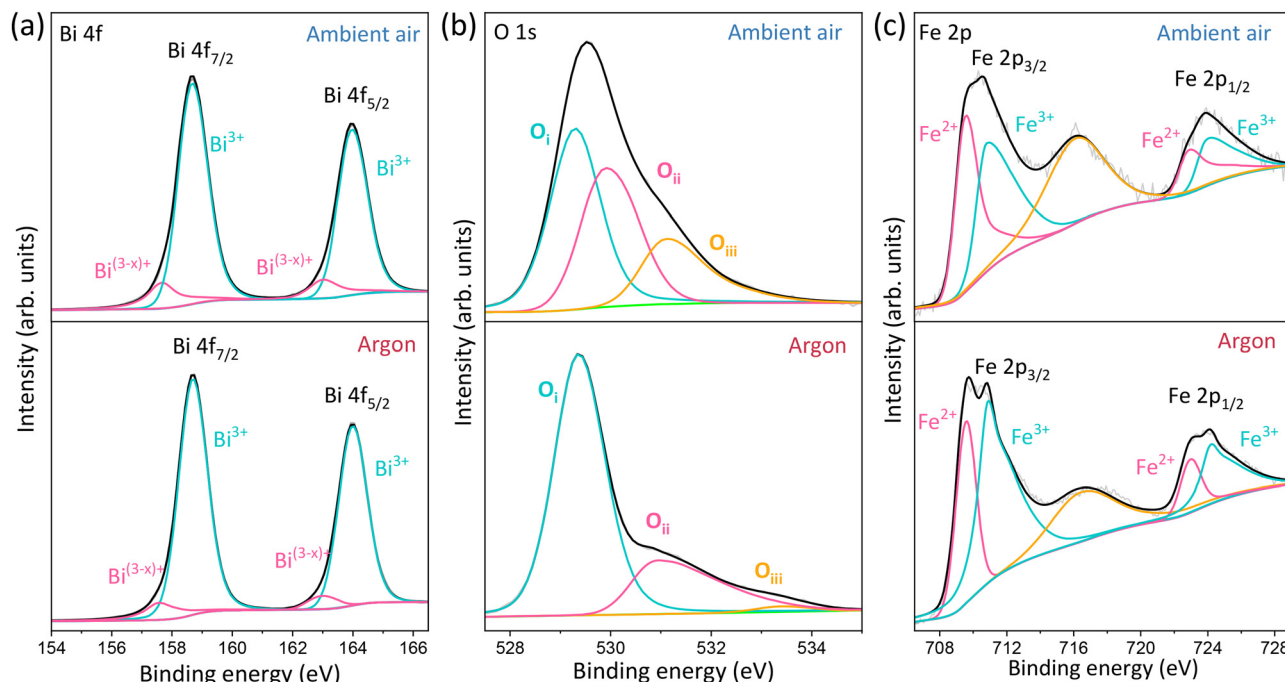 (a)
Bi 4f
Ambient air
Bi 4f7/2
Bi 4f5/2
Bi3+
Bi3+
Bi(3-x)+
Bi(3-x)+
Argon
Bi 4f7/2
Bi 4f5/2
Bi3+
Bi3+
Bi(3-x)+
Bi(3-x)+
Intensity (arb. units)
154 156 158 160 162 164 166
Binding energy (eV)
(b)
O 1s
Ambient air
Oi
Oii
Oiii
Argon
Oi
Oii
Oiii
Intensity (arb. units)
528 530 532 534
Binding energy (eV)
(c)
Fe 2p
Ambient air
Fe 2p3/2
Fe 2p1/2
Fe2+
Fe3+
Fe2+
Fe3+
Argon
Fe 2p3/2
Fe 2p1/2
Fe2+
Fe3+
Fe2+
Fe3+
Intensity (arb. units)
708 712 716 720 724 728
Binding energy (eV)